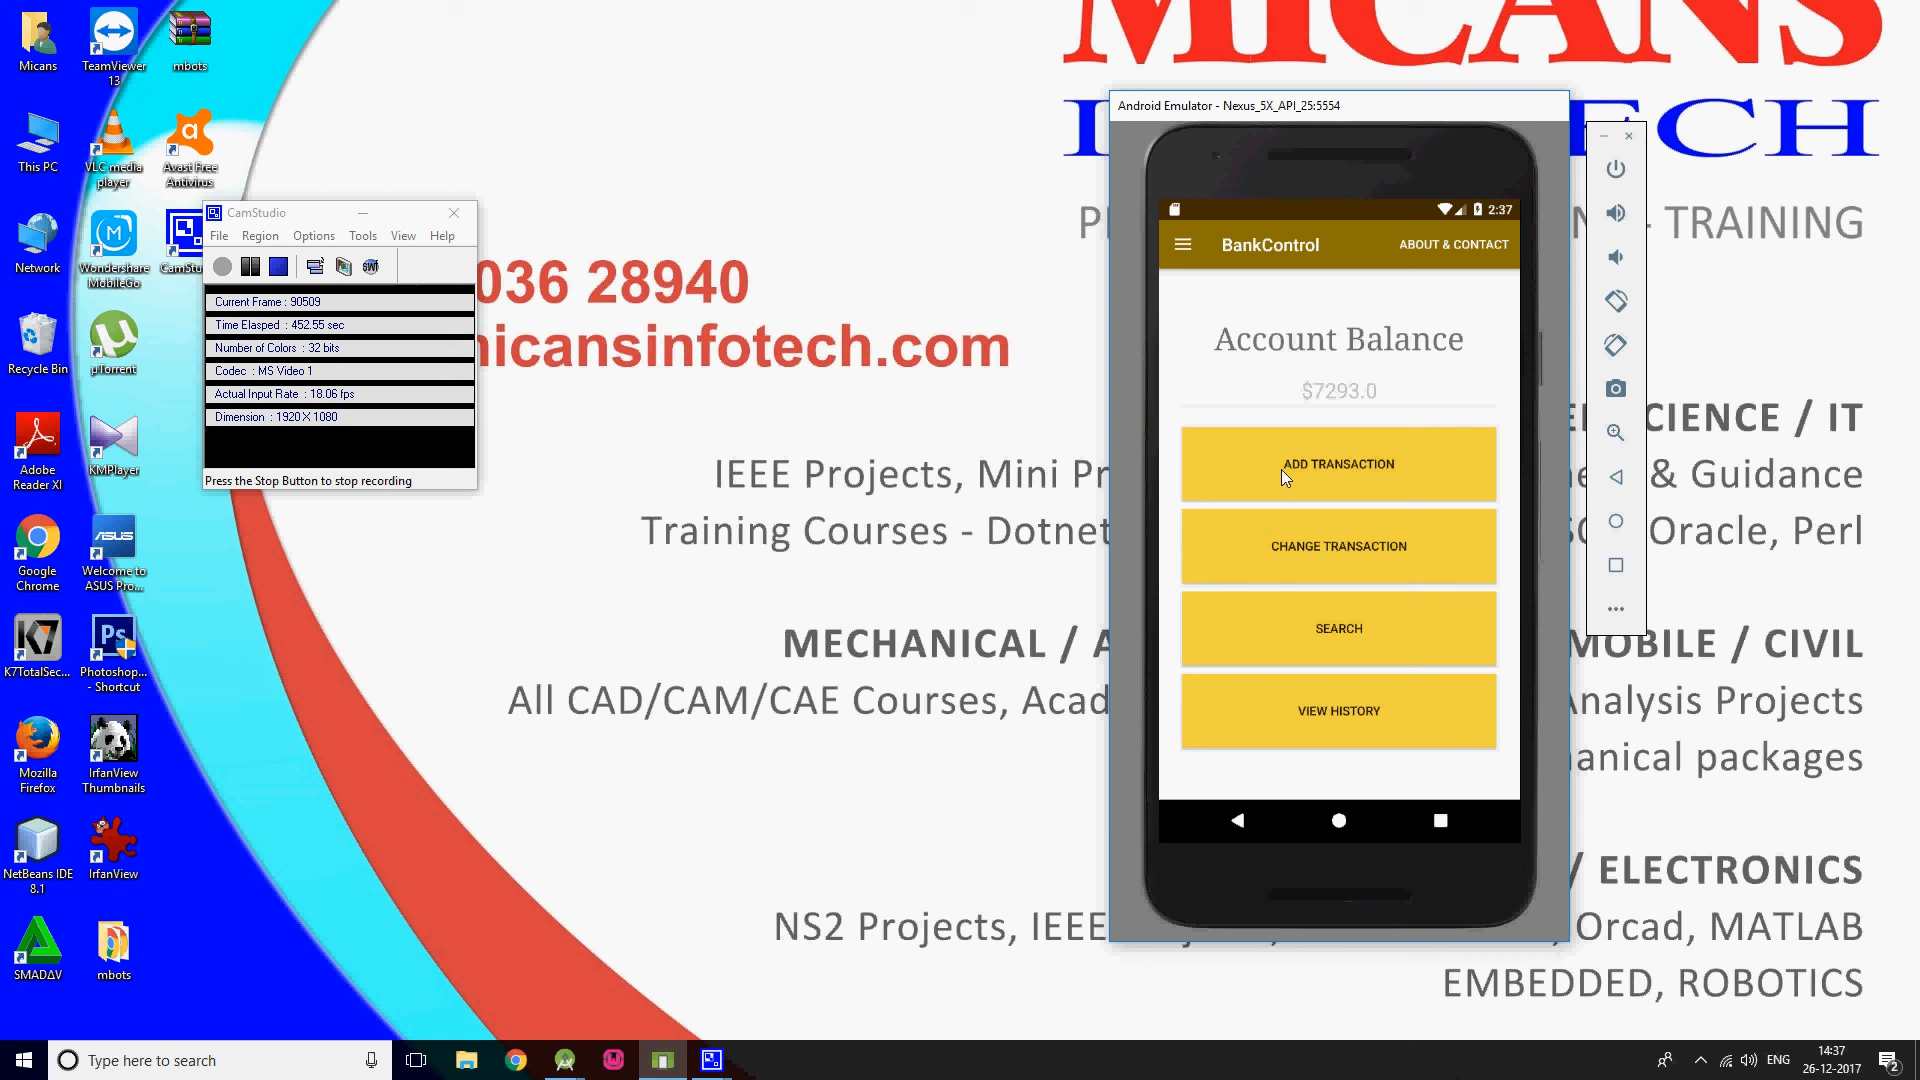 Micans
TeamViewer 13
mbots
This PC
VLC media player
Avast Free Antivirus
Network
Wondershare MobileGo
Recycle Bin
µTorrent
Adobe Reader XI
KMPlayer
Google Chrome
ASUS
Welcome to ASUS Pro...
K7TotalSec...
Photoshop... - Shortcut
Mozilla Firefox
IrfanView Thumbnails
NetBeans IDE 8.1
IrfanView
SMADΔV
mbots
CamStudio
File Region Options Tools View Help
Current Frame : 90509
Time Elasped : 452.55 sec
Number of Colors : 32 bits
Codec : MS Video 1
Actual Input Rate : 18.06 fps
Dimension : 1920 X 1080
Press the Stop Button to stop recording
MICANS
- TRAINING
036 28940
micansinfotech.com
CIENCE / IT
IEEE Projects, Mini Pr
& Guidance
Training Courses - Dotnet
Oracle, Perl
MECHANICAL / A
MOBILE / CIVIL
All CAD/CAM/CAE Courses, Acad
Analysis Projects
anical packages
/ ELECTRONICS
NS2 Projects, IEEE
Orcad, MATLAB
EMBEDDED, ROBOTICS
Android Emulator - Nexus_5X_API_25:5554
2:37
BankControl
ABOUT & CONTACT
Account Balance
$7293.0
ADD TRANSACTION
CHANGE TRANSACTION
SEARCH
VIEW HISTORY
Type here to search
ENG
14:37
26-12-2017
2